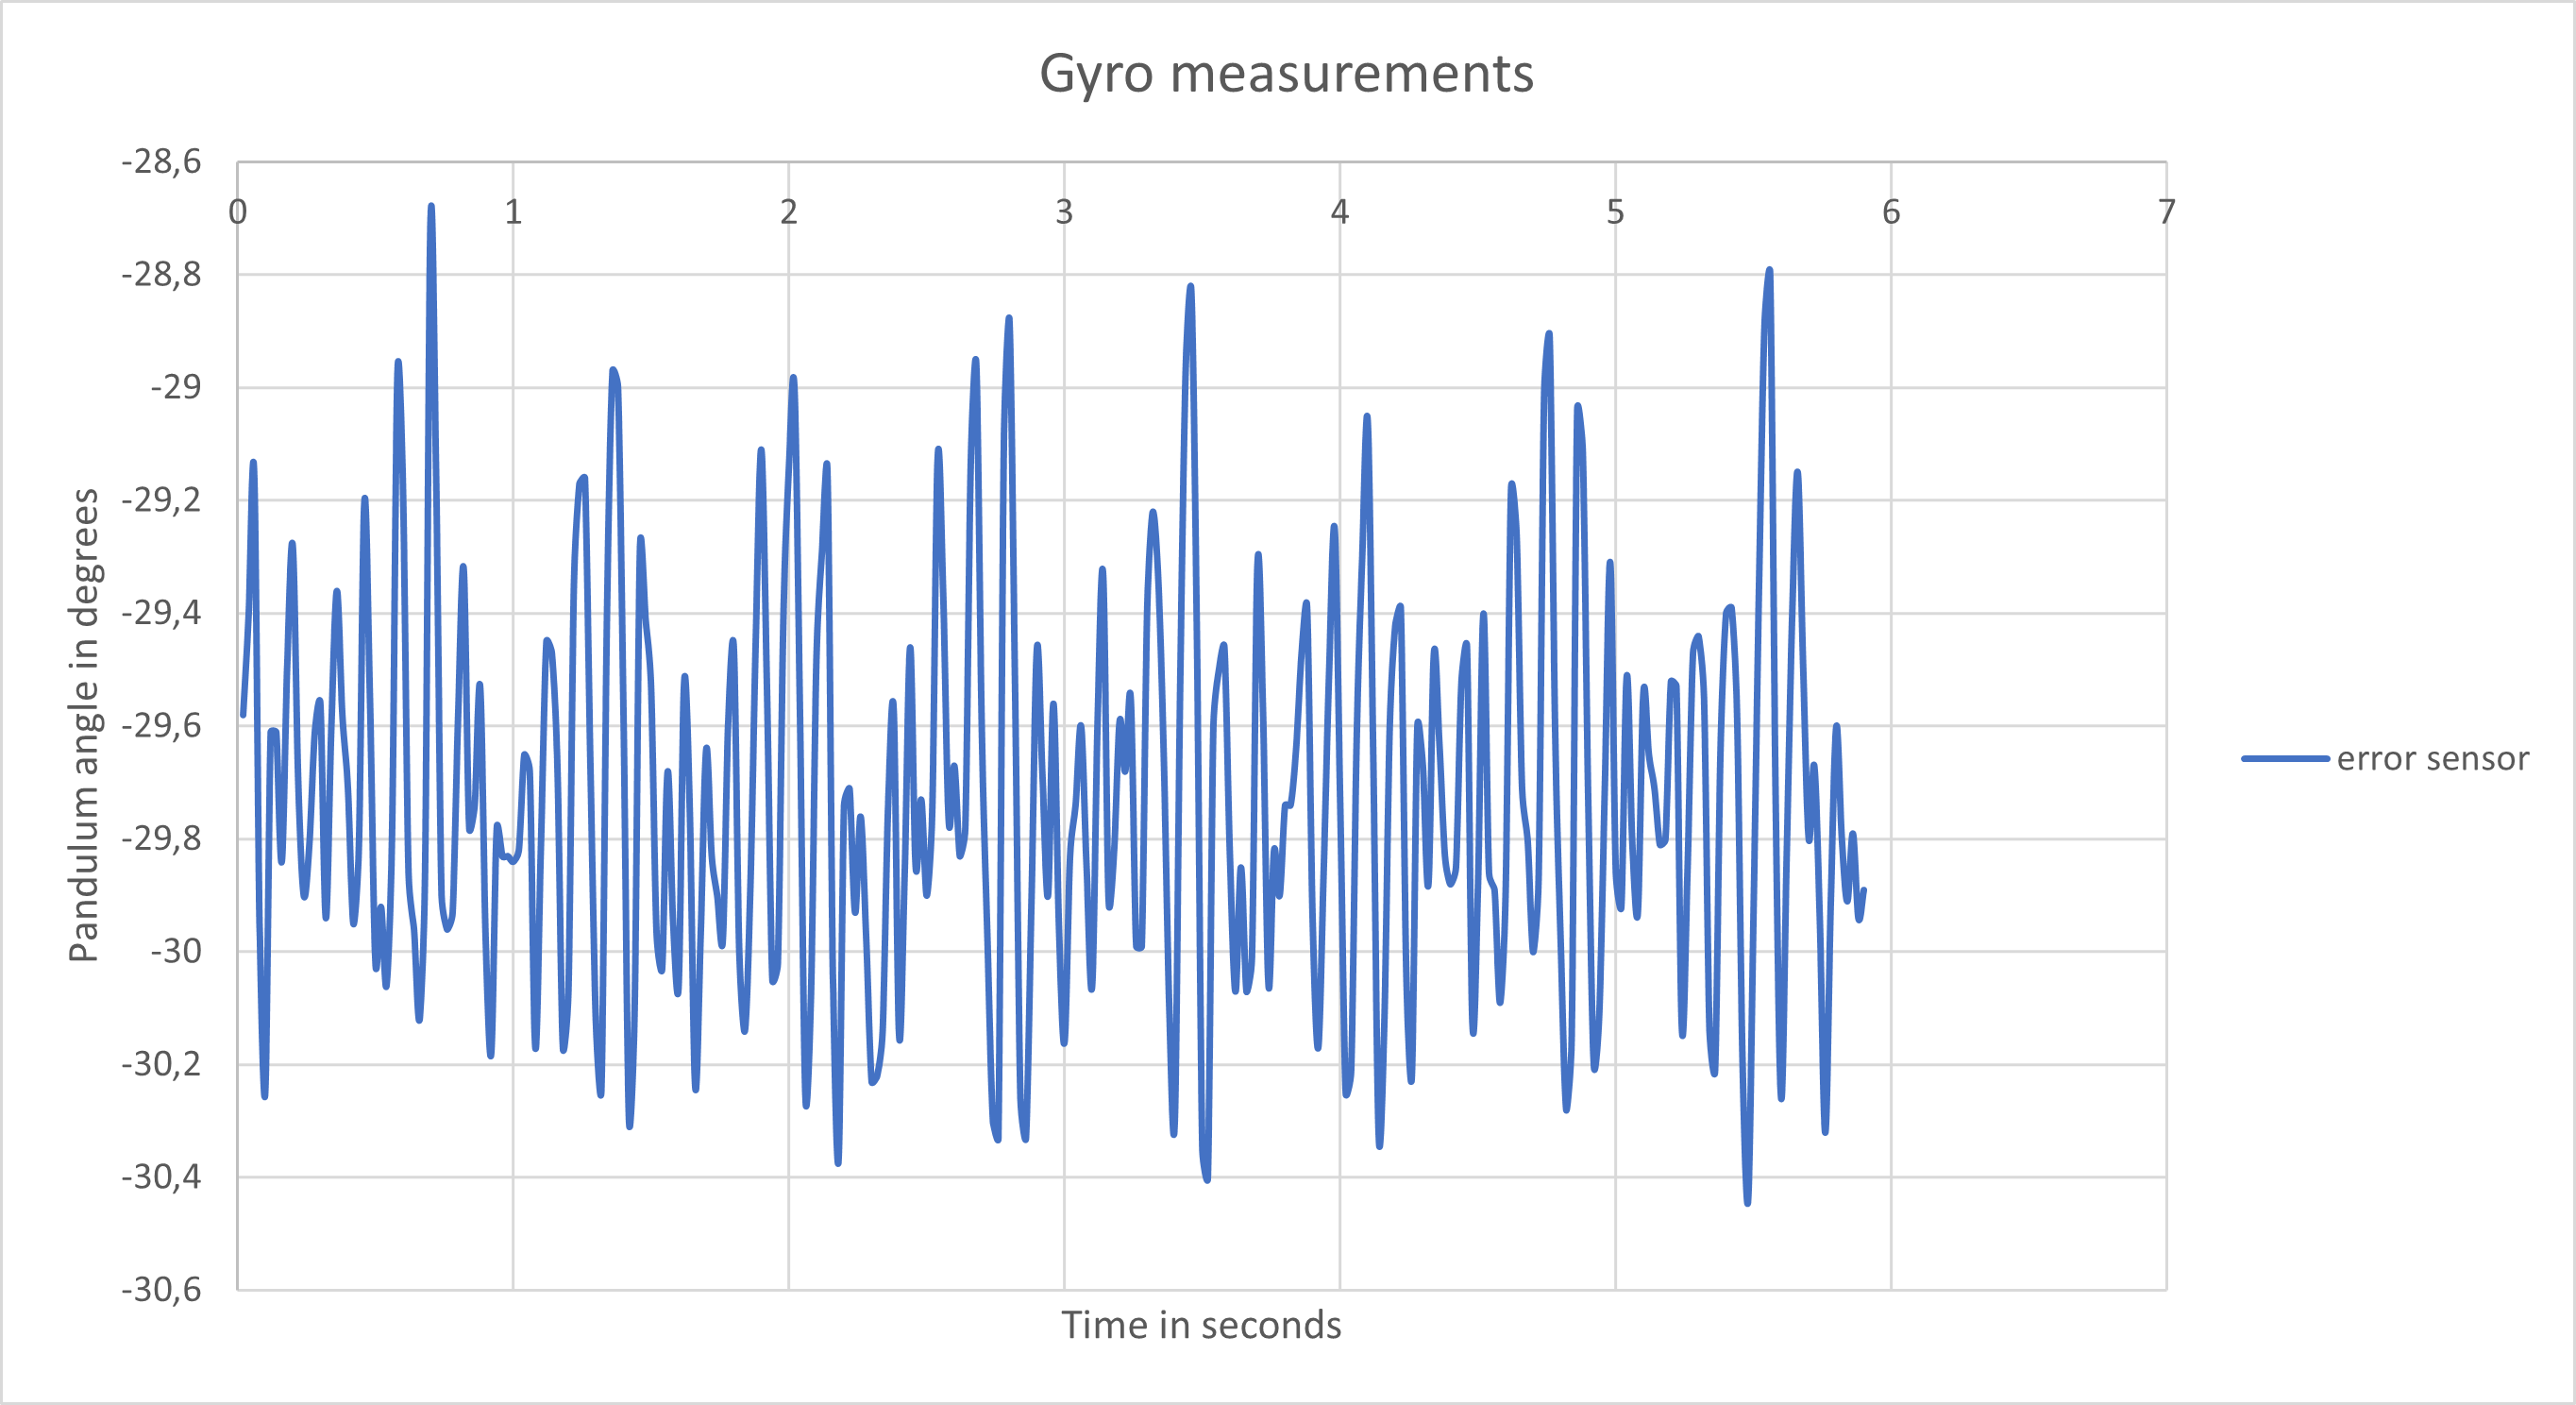 Gyro measurements
-28,6
0 1 2 3 4 5 6 7
-28,8
-29
-29,2
-29,4
-29,6
-29,8
-30
-30,2
-30,4
-30,6
Pandulum angle in degrees
error sensor
Time in seconds